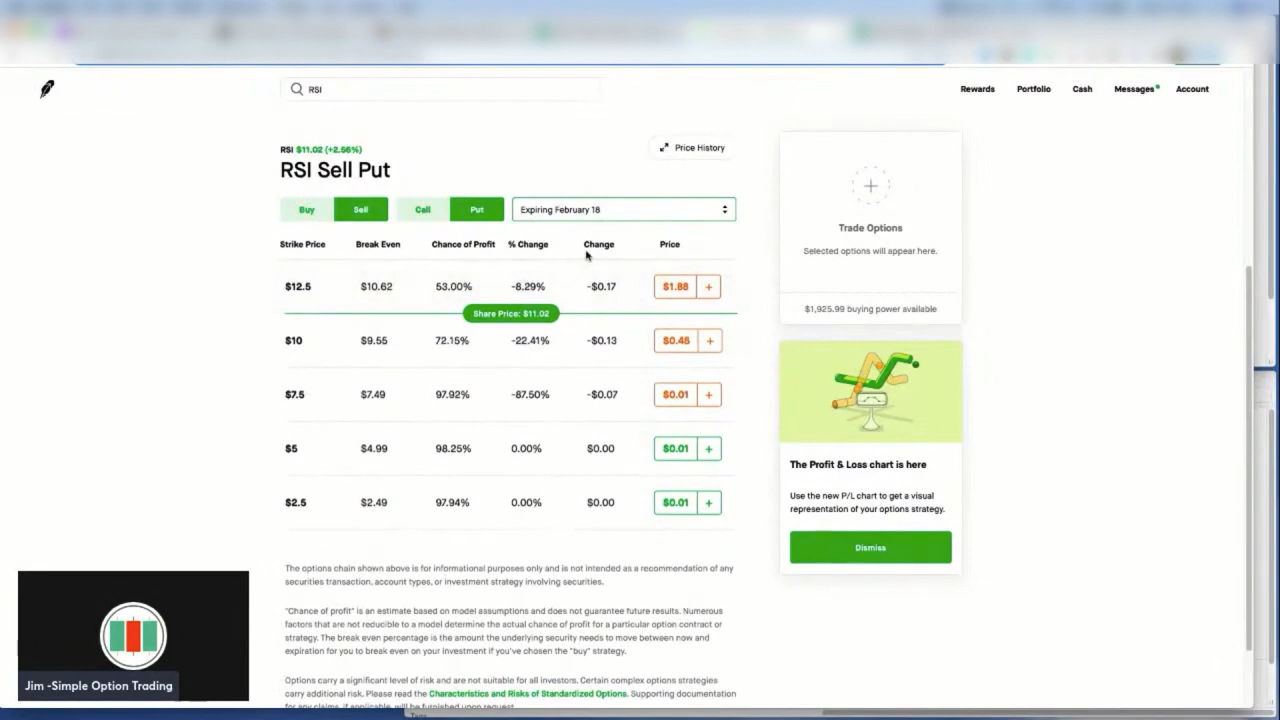 RSI
Rewards Portfolio Cash Messages Account
RSI $11.02 (+2.56%)
Price History
RSI Sell Put
Buy Sell Call Put Expiring February 18
Strike Price Break Even Chance of Profit % Change Change Price
$12.5 $10.62 53.00% -8.29% -$0.17 $1.88 +
Share Price: $11.02
$10 $9.55 72.15% -22.41% -$0.13 $0.45 +
$7.5 $7.49 97.92% -87.50% -$0.07 $0.01 +
$5 $4.99 98.25% 0.00% $0.00 $0.01 +
$2.5 $2.49 97.94% 0.00% $0.00 $0.01 +
The options chain shown above is for informational purposes only and is not intended as a recommendation of any
securities transaction, account types, or investment strategy involving securities.
"Chance of profit" is an estimate based on model assumptions and does not guarantee future results. Numerous
factors that are not reducible to a model determine the actual chance of profit for a particular option contract or
strategy. The break even percentage is the amount the underlying security needs to move between now and
expiration for you to break even on your investment if you've chosen the "buy" strategy.
Options carry a significant level of risk and are not suitable for all investors. Certain complex options strategies
carry additional risk. Please read the Characteristics and Risks of Standardized Options. Supporting documentation
for any claims, if applicable, will be furnished upon request.
Trade Options
Selected options will appear here.
$1,925.99 buying power available
The Profit & Loss chart is here
Use the new P/L chart to get a visual
representation of your options strategy.
Dismiss
Jim -Simple Option Trading